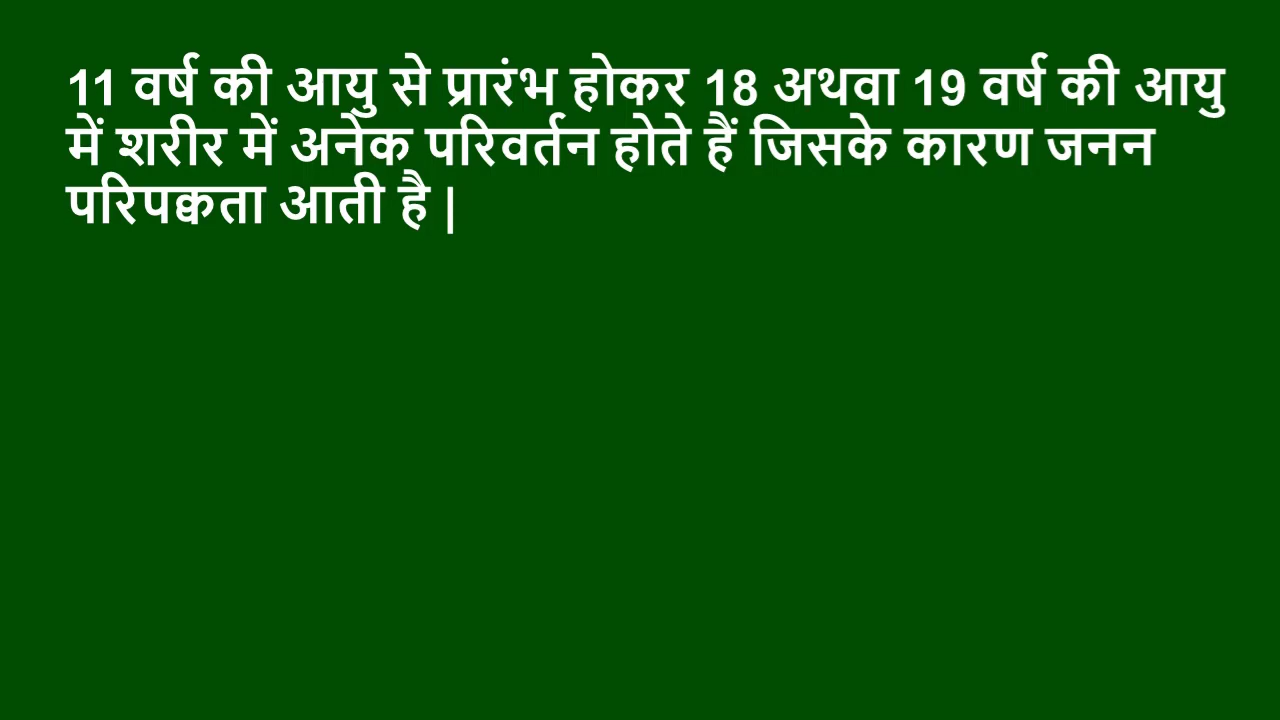 11 वर्ष की आयु से प्रारंभ होकर 18 अथवा 19 वर्ष की आयु
में शरीर में अनेक परिवर्तन होते हैं जिसके कारण जनन
परिपक्वता आती है |